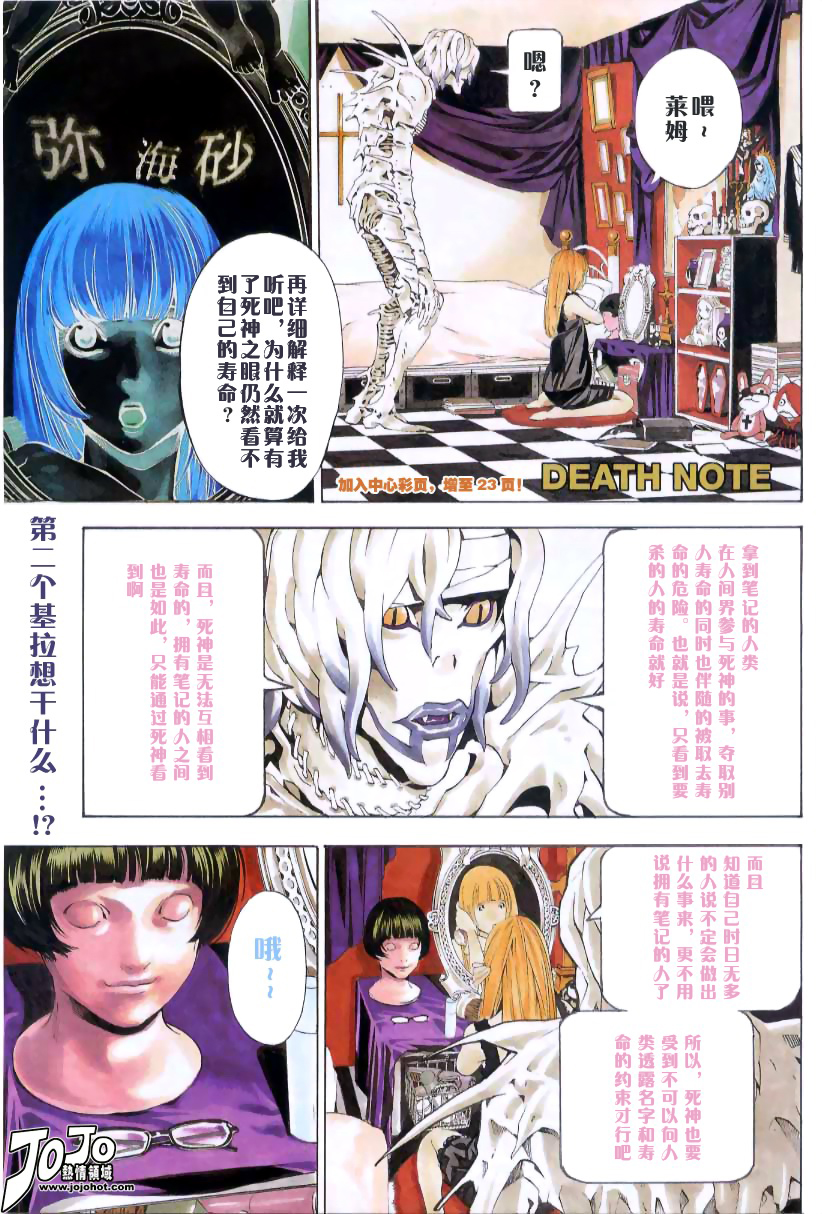 喂~
莱姆
嗯?
DEATH NOTE
加入中心彩页，增至23页!
弥海砂
再详细解释一次给我
听吧，为什么就算有
了死神之眼仍然看不
到自己的寿命?
拿到笔记的人类
在人间界参与死神的事，夺取别
人寿命的同时也伴随的被取去寿
命的危险。也就是说，只看到要
杀的人的寿命就好
而且，死神是无法互相看到
寿命的，拥有笔记的人之间
也是如此，只能通过死神看
到啊
第二个基拉想干什么…!?
而且
知道自己时日无多
的人说不定会做出
什么事来，更不用
说拥有笔记的人了
所以，死神也要
受到不可以向人
类透露名字和寿
命的约束才行吧
哦~~
JOJO
熱情領域
www.jojohot.com